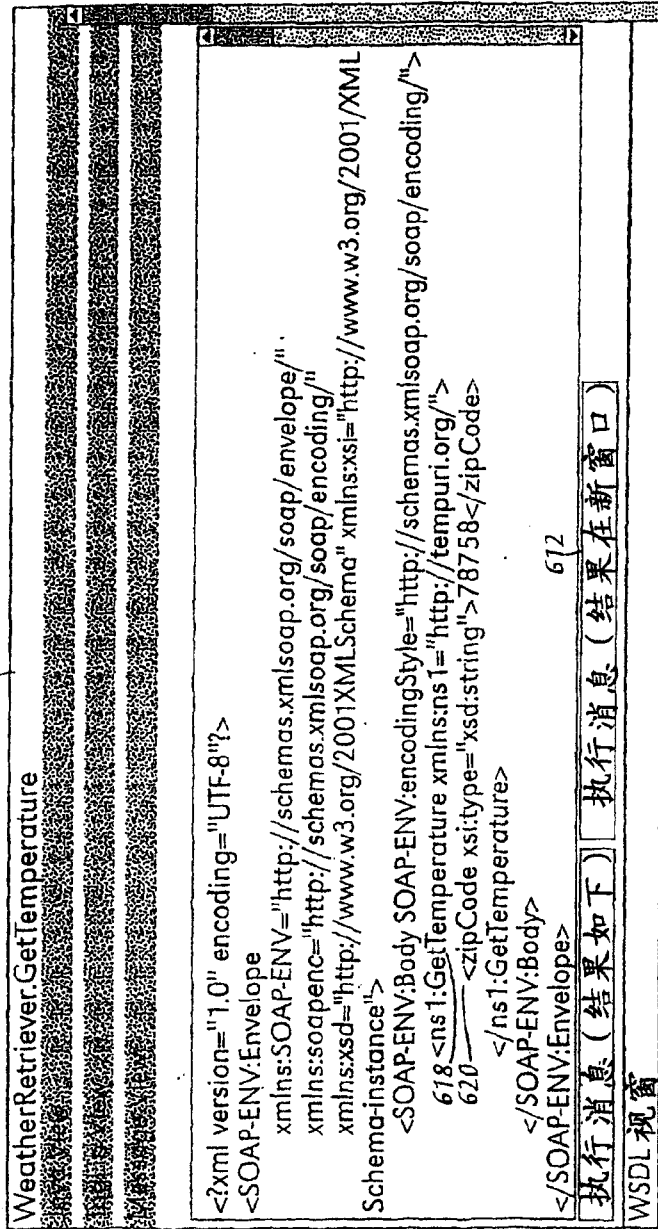 WeatherRetriever.GetTemperature
<?xml version="1.0" encoding="UTF-8"?>
<SOAP-ENV:Envelope
xmlns:SOAP-ENV="http://schemas.xmlsoap.org/soap/envelope/"
xmlns:soapenc="http://schemas.xmlsoap.org/soap/encoding/"
xmlns:xsd="http://www.w3.org/2001XMLSchema" xmlns:xsi="http://www.w3.org/2001/XML
Schema-instance">
<SOAP-ENV:Body SOAP-ENV:encodingStyle="http://schemas.xmlsoap.org/soap/encoding/">
618 <ns1:GetTemperature xmlns:ns1="http://tempuri.org/">
620 <zipCode xsi:type="xsd:string">78758</zipCode>
</ns1:GetTemperature>
</SOAP-ENV:Body>
</SOAP-ENV:Envelope>
612
执行消息(结果如下) 执行消息(结果在新窗口)
WSDL 视窗